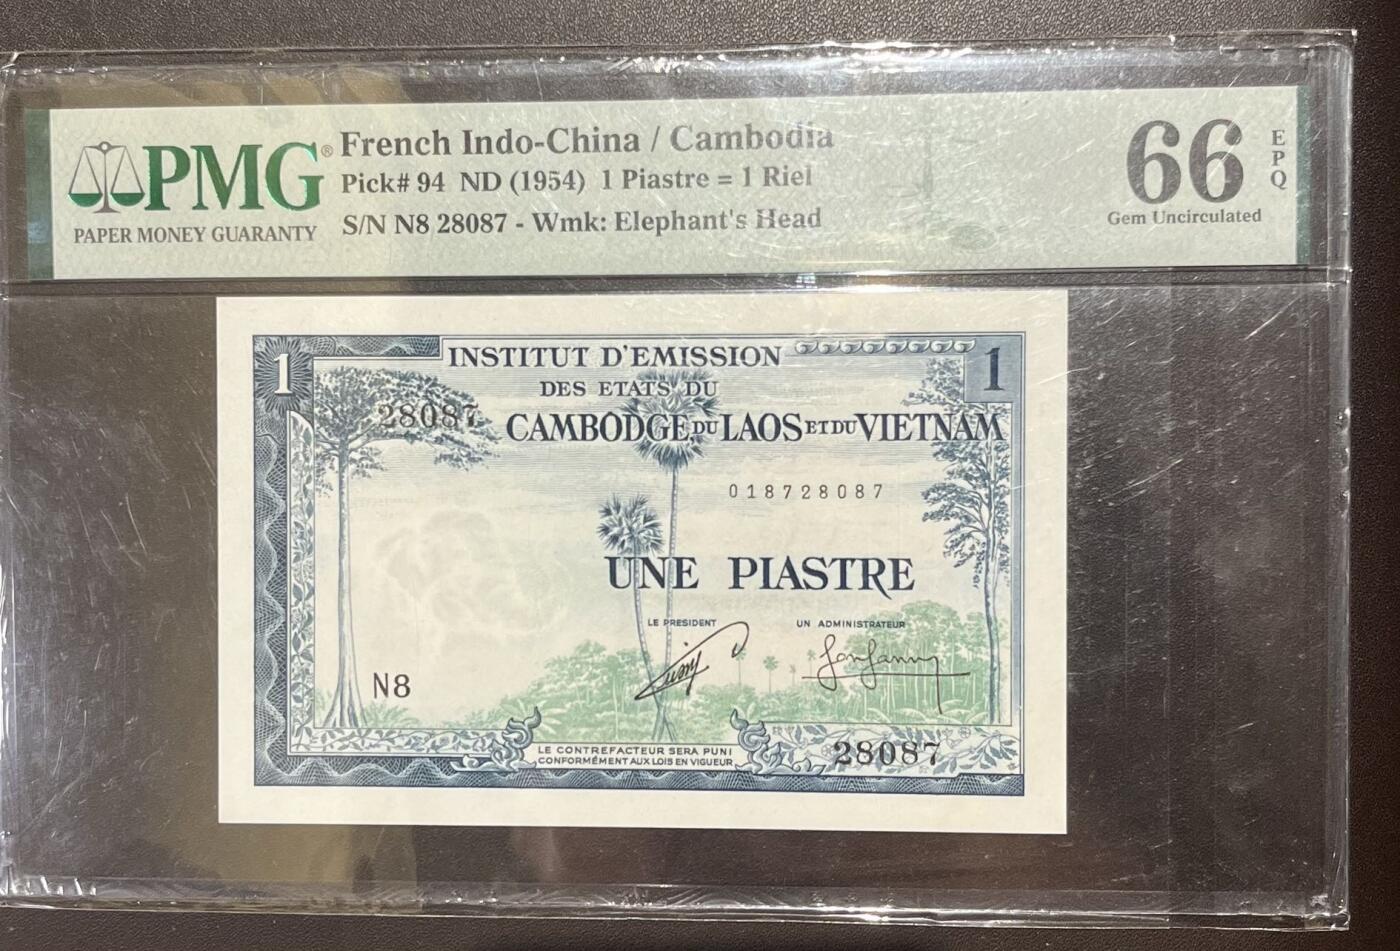 PMG®
PAPER MONEY GUARANTY
French Indo-China / Cambodia
Pick# 94 ND (1954) 1 Piastre = 1 Riel
S/N N8 28087 - Wmk: Elephant's Head
66 EPQ
Gem Uncirculated
1
INSTITUT D'EMISSION
1
DES ETATS DU
28087
CAMBODGE, DU LAOS ET DU VIETNAM
018728087
UNE PIASTRE
LE PRESIDENT
UN ADMINISTRATEUR
N8
LE CONTREFACTEUR SERA PUNI
CONFORMÉMENT AUX LOIS EN VIGUEUR
28087